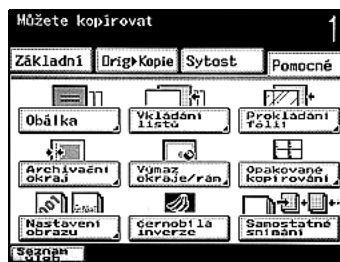 Můžete kopírovat
1
Základní
Orig▸Kopie
Sytost
Pomocné
Obálka
Vkládání
listů
Prokládání
fólií
Archivační
okraj
Výmaz
okraje/rám.
Opakované
kopírování
Nastavení
obrazu
Černobílá
inverze
Samostatné
snímání
Seznam
úloh